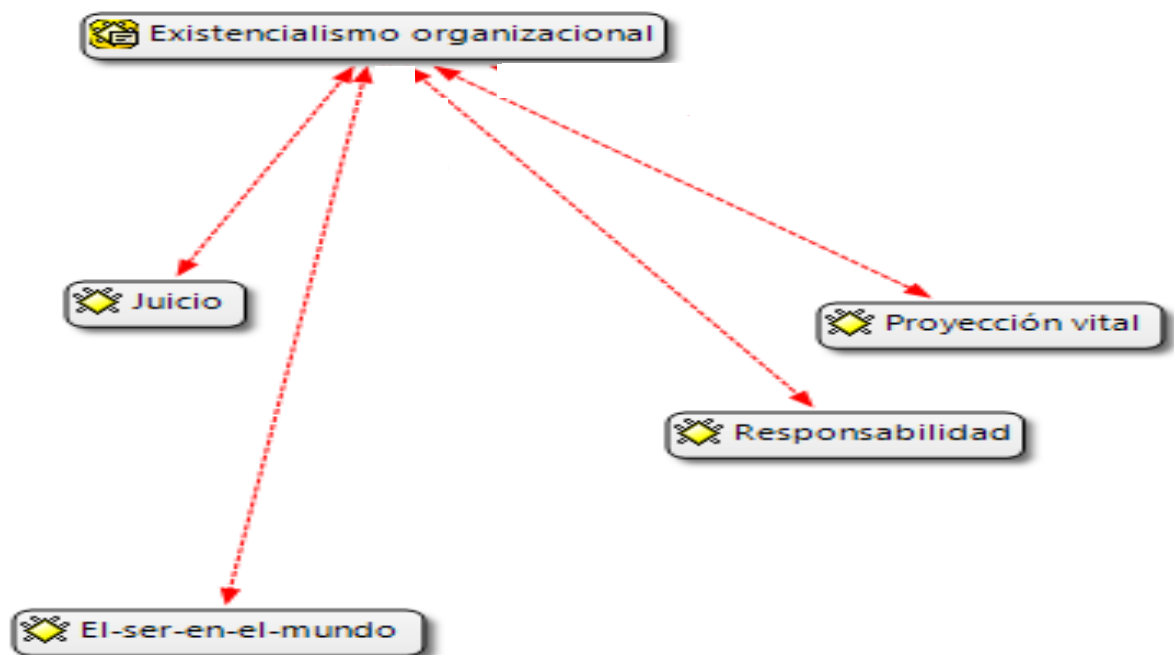 Existencialismo organizacional
Juicio
Proyección vital
Responsabilidad
El-ser-en-el-mundo